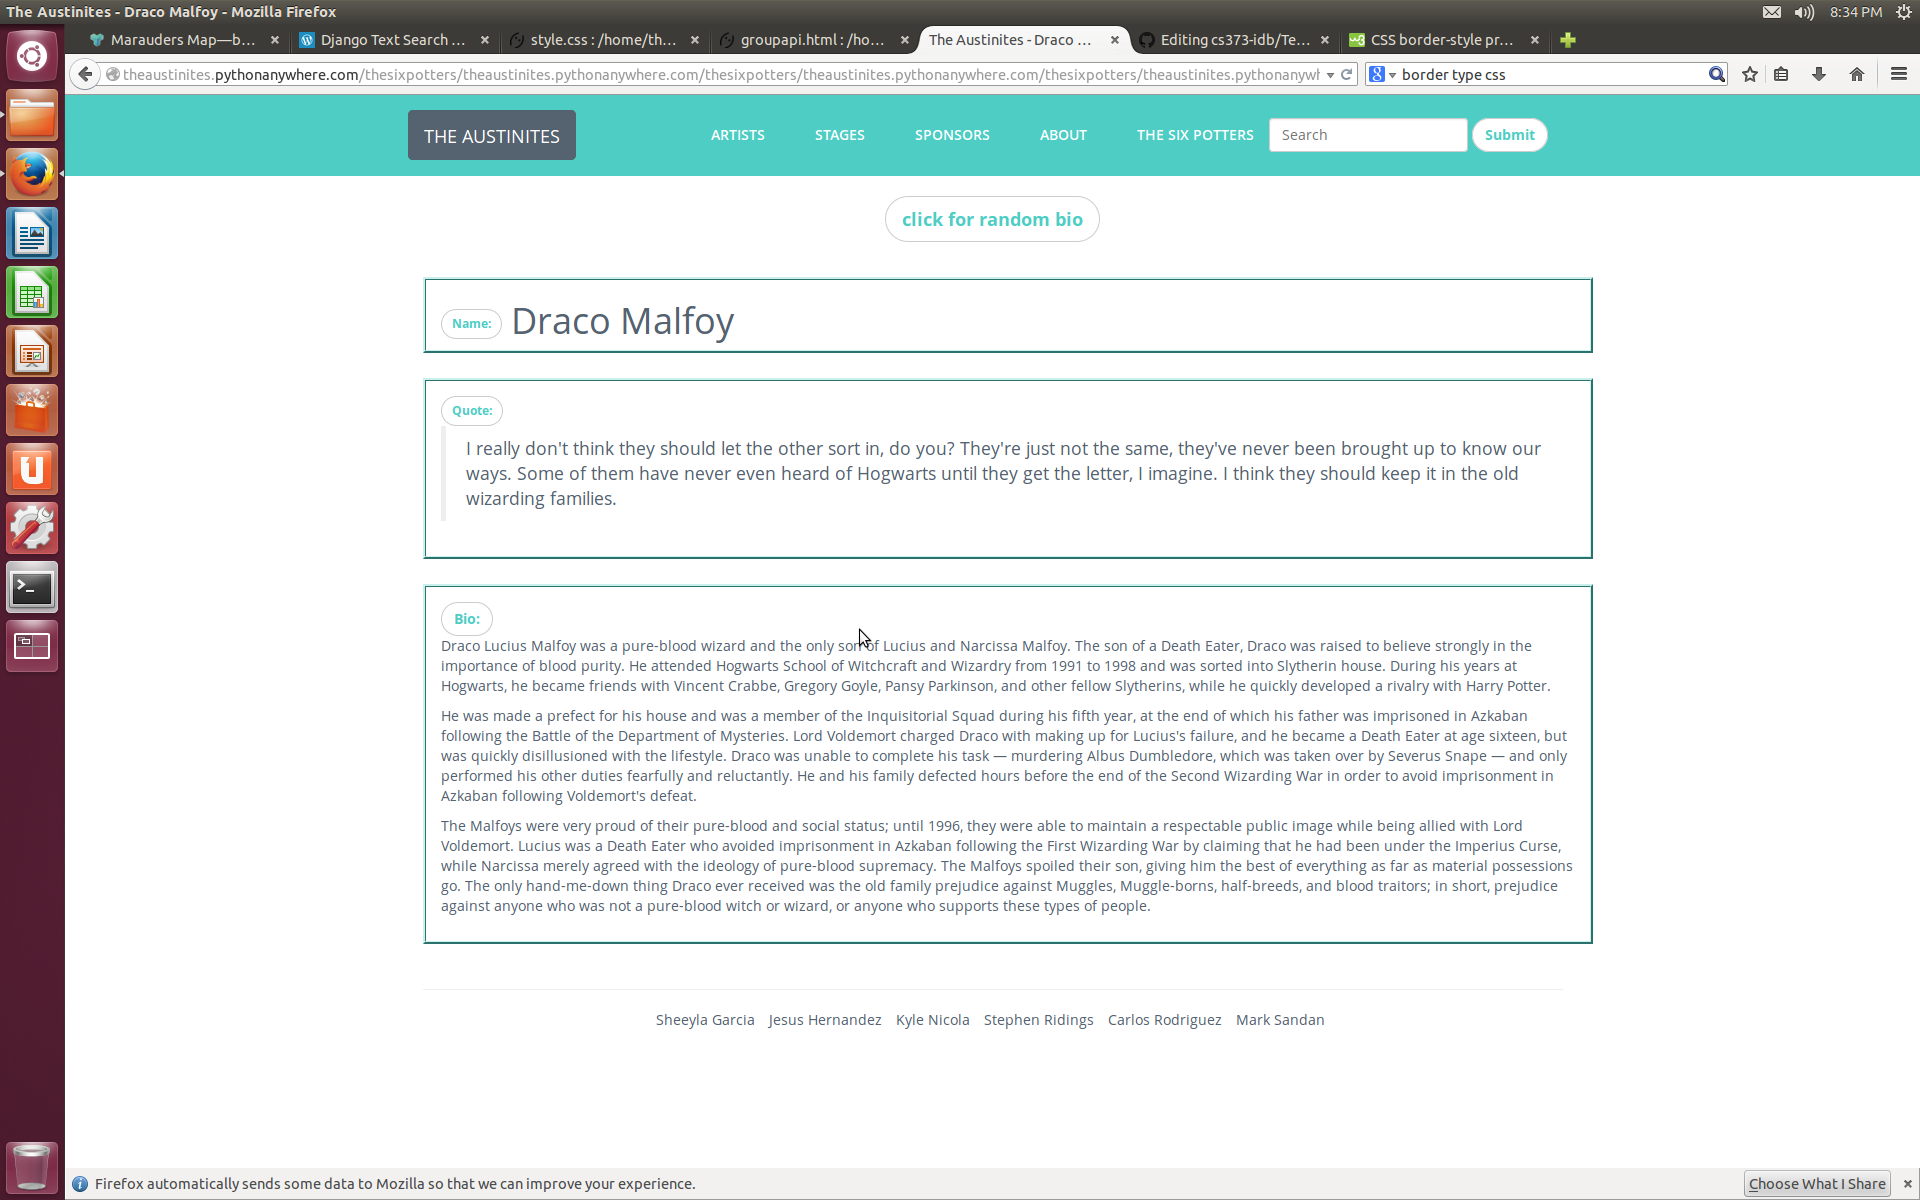 The Austinites - Draco Malfoy - Mozilla Firefox
8:34 PM
Marauders Map—b...
Django Text Search ...
style.css : /home/th...
groupapi.html : /ho...
The Austinites - Draco ...
Editing cs373-idb/Te...
CSS border-style pr...
theaustinites.pythonanywhere.com/thesixpotters/theaustinites.pythonanywhere.com/thesixpotters/theaustinites.pythonanywhere.com/thesixpotters/theaustinites.pythonanywh
border type css
THE AUSTINITES
ARTISTS
STAGES
SPONSORS
ABOUT
THE SIX POTTERS
Search
Submit
click for random bio
Name: Draco Malfoy
Quote:
I really don't think they should let the other sort in, do you? They're just not the same, they've never been brought up to know our
ways. Some of them have never even heard of Hogwarts until they get the letter, I imagine. I think they should keep it in the old
wizarding families.
Bio:
Draco Lucius Malfoy was a pure-blood wizard and the only son of Lucius and Narcissa Malfoy. The son of a Death Eater, Draco was raised to believe strongly in the
importance of blood purity. He attended Hogwarts School of Witchcraft and Wizardry from 1991 to 1998 and was sorted into Slytherin house. During his years at
Hogwarts, he became friends with Vincent Crabbe, Gregory Goyle, Pansy Parkinson, and other fellow Slytherins, while he quickly developed a rivalry with Harry Potter.
He was made a prefect for his house and was a member of the Inquisitorial Squad during his fifth year, at the end of which his father was imprisoned in Azkaban
following the Battle of the Department of Mysteries. Lord Voldemort charged Draco with making up for Lucius's failure, and he became a Death Eater at age sixteen, but
was quickly disillusioned with the lifestyle. Draco was unable to complete his task — murdering Albus Dumbledore, which was taken over by Severus Snape — and only
performed his other duties fearfully and reluctantly. He and his family defected hours before the end of the Second Wizarding War in order to avoid imprisonment in
Azkaban following Voldemort's defeat.
The Malfoys were very proud of their pure-blood and social status; until 1996, they were able to maintain a respectable public image while being allied with Lord
Voldemort. Lucius was a Death Eater who avoided imprisonment in Azkaban following the First Wizarding War by claiming that he had been under the Imperius Curse,
while Narcissa merely agreed with the ideology of pure-blood supremacy. The Malfoys spoiled their son, giving him the best of everything as far as material possessions
go. The only hand-me-down thing Draco ever received was the old family prejudice against Muggles, Muggle-borns, half-breeds, and blood traitors; in short, prejudice
against anyone who was not a pure-blood witch or wizard, or anyone who supports these types of people.
Sheeyla Garcia Jesus Hernandez Kyle Nicola Stephen Ridings Carlos Rodriguez Mark Sandan
Firefox automatically sends some data to Mozilla so that we can improve your experience.
Choose What I Share